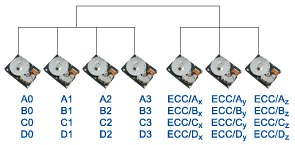 A0 A1 A2 A3 ECC/Ax ECC/Ay ECC/Az
B0 B1 B2 B3 ECC/Bx ECC/By ECC/Bz
C0 C1 C2 C3 ECC/Cx ECC/Cy ECC/Cz
D0 D1 D2 D3 ECC/Dx ECC/Dy ECC/Dz